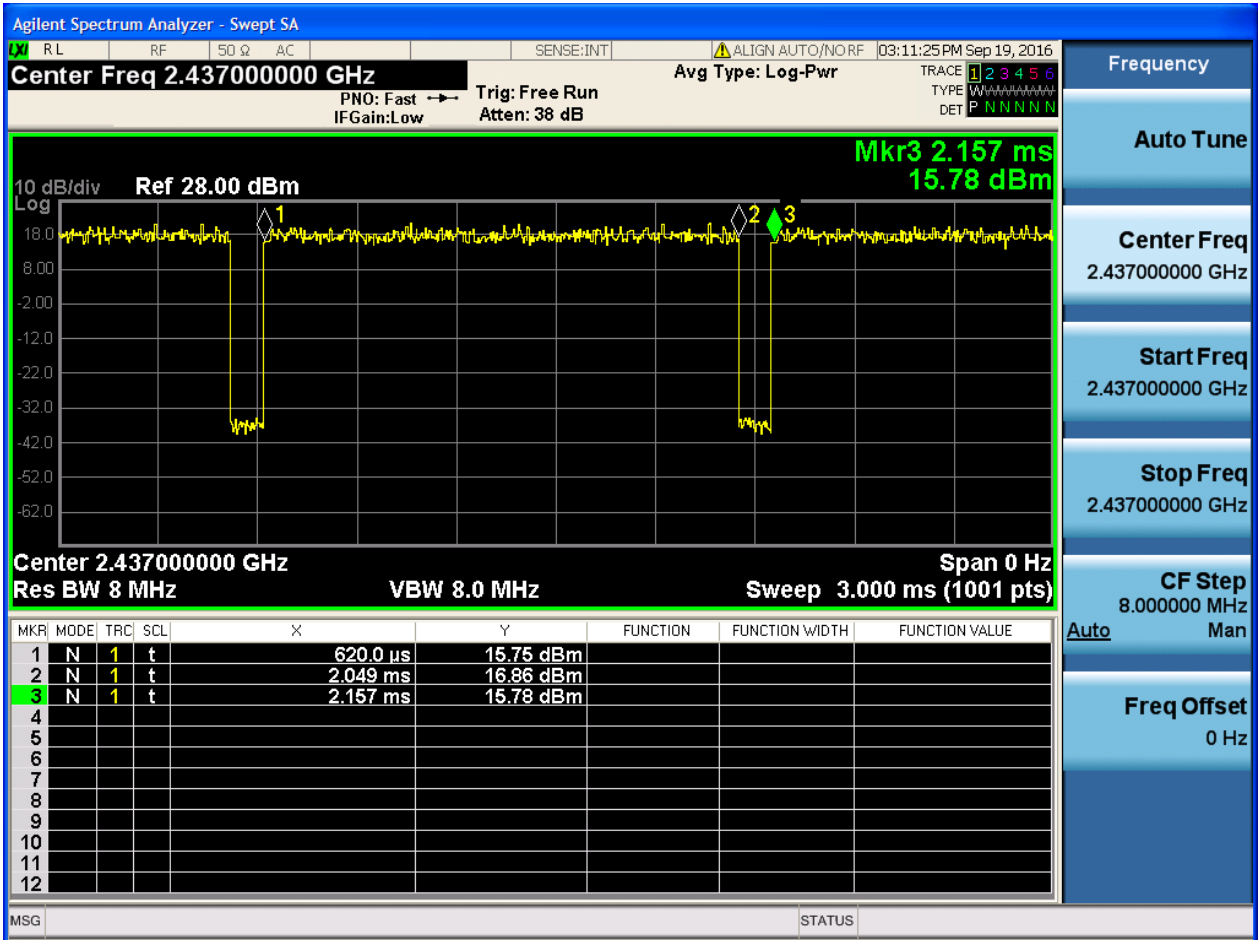 Agilent Spectrum Analyzer - Swept SA
LXI RL RF 50 Ω AC SENSE:INT ALIGN AUTO/NO RF 03:11:25 PM Sep 19, 2016
Center Freq 2.437000000 GHz
PNO: Fast
IFGain:Low
Trig: Free Run
Atten: 38 dB
Avg Type: Log-Pwr
TRACE 1 2 3 4 5 6
TYPE
DET P N N N N N
Mkr3 2.157 ms
15.78 dBm
10 dB/div Ref 28.00 dBm
Log
1 2 3
18.0
8.00
-2.00
-12.0
-22.0
-32.0
-42.0
-52.0
-62.0
Center 2.437000000 GHz Span 0 Hz
Res BW 8 MHz VBW 8.0 MHz Sweep 3.000 ms (1001 pts)
MKR MODE TRC SCL X Y FUNCTION FUNCTION WIDTH FUNCTION VALUE
1 N 1 t 620.0 µs 15.75 dBm
2 N 1 t 2.049 ms 16.86 dBm
3 N 1 t 2.157 ms 15.78 dBm
4
5
6
7
8
9
10
11
12
MSG STATUS
Frequency
Auto Tune
Center Freq
2.437000000 GHz
Start Freq
2.437000000 GHz
Stop Freq
2.437000000 GHz
CF Step
8.000000 MHz
Auto Man
Freq Offset
0 Hz